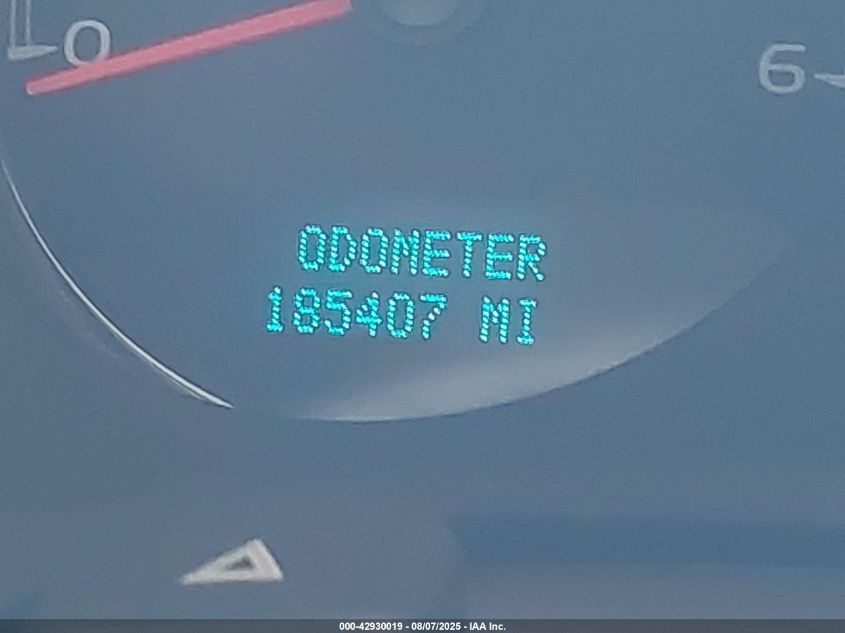 0
6
ODOMETER
185407 MI
000-42930019 - 08/07/2025 - IAA Inc.